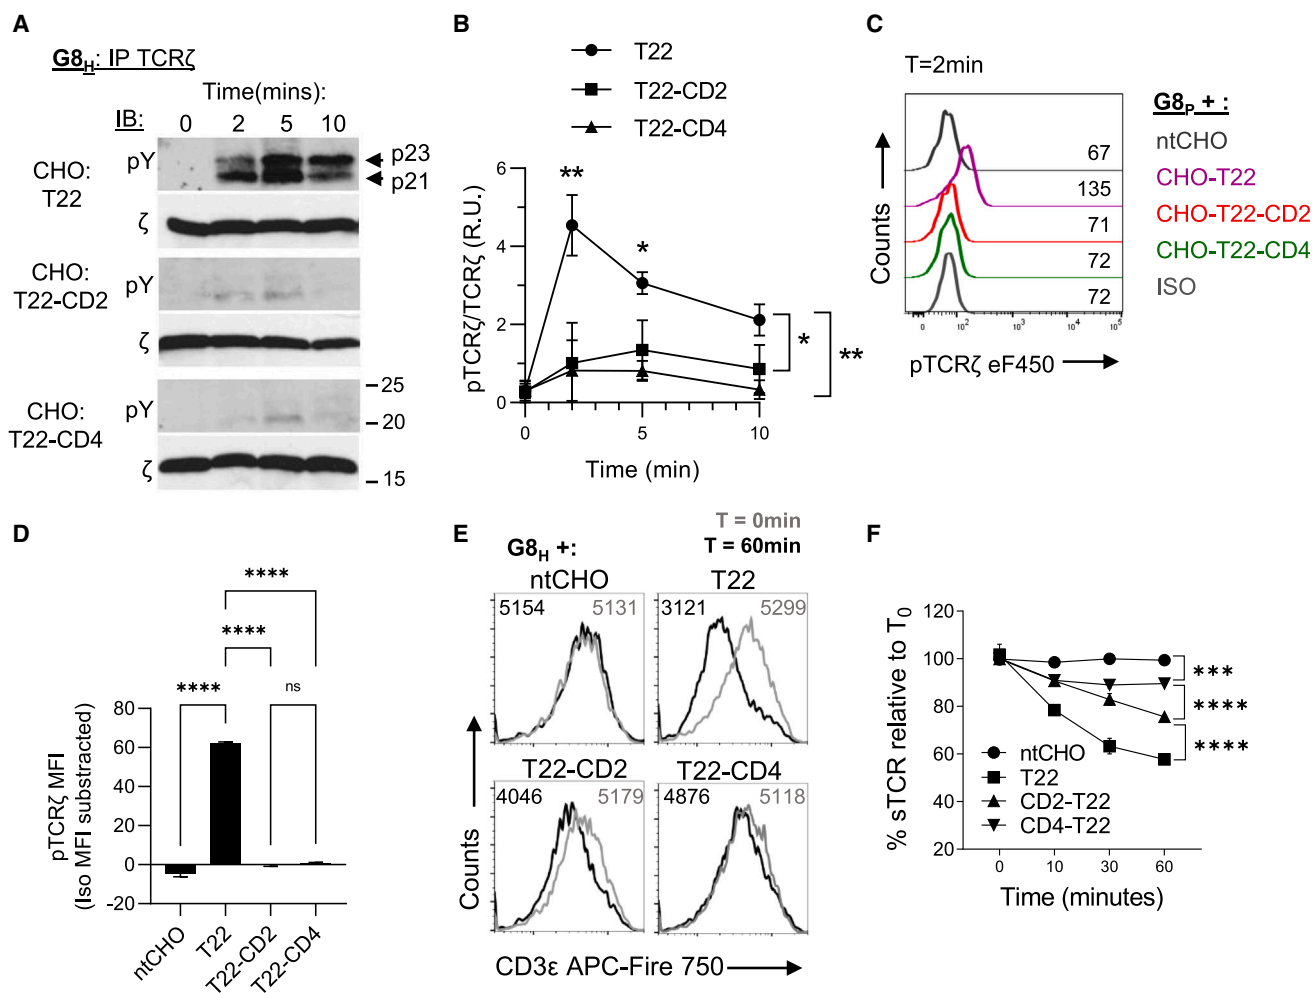 A
G8H: IP TCRζ
Time(mins):
IB: 0 2 5 10
CHO:
T22
pY
p23
p21
ζ
CHO:
T22-CD2
pY
ζ
CHO:
T22-CD4
pY
25
20
ζ
15
B
T22
T22-CD2
T22-CD4
pTCRζ/TCRζ (R.U.)
6
4
2
0
** *
* **
0 5 10
Time (min)
C
T=2min
Counts
67
135
71
72
72
0 10² 10³ 10⁴ 10⁵
pTCRζ eF450
G8P + :
ntCHO
CHO-T22
CHO-T22-CD2
CHO-T22-CD4
ISO
D
pTCRζ MFI
(Iso MFI substracted)
80
60
40
20
0
-20
****
****
**** ns
ntCHO
T22
T22-CD2
T22-CD4
E
T = 0min
T = 60min
G8H +:
ntCHO
5154 5131
T22
3121 5299
T22-CD2
4046 5179
T22-CD4
4876 5118
Counts
CD3ε APC-Fire 750
F
% sTCR relative to T0
120
100
80
60
40
20
***
****
****
ntCHO
T22
CD2-T22
CD4-T22
0 10 30 60
Time (minutes)